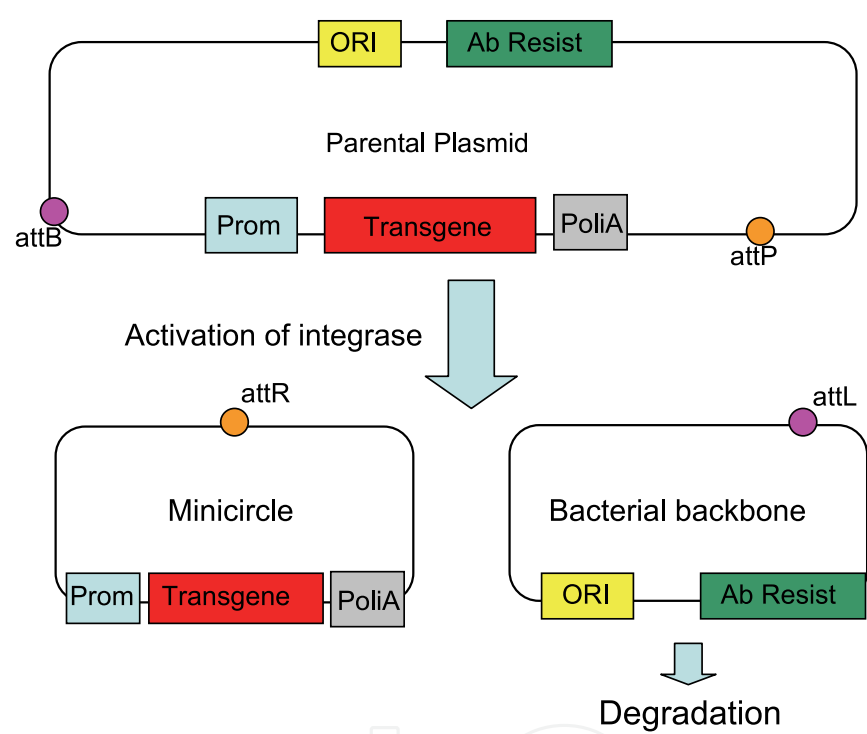 ORI
Ab Resist
Parental Plasmid
attB
Prom
Transgene
PoliA
attP
Activation of integrase
attR
attL
Minicircle
Bacterial backbone
Prom
Transgene
PoliA
ORI
Ab Resist
Degradation